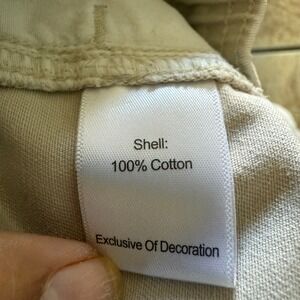 Shell:
100% Cotton
Exclusive Of Decoration